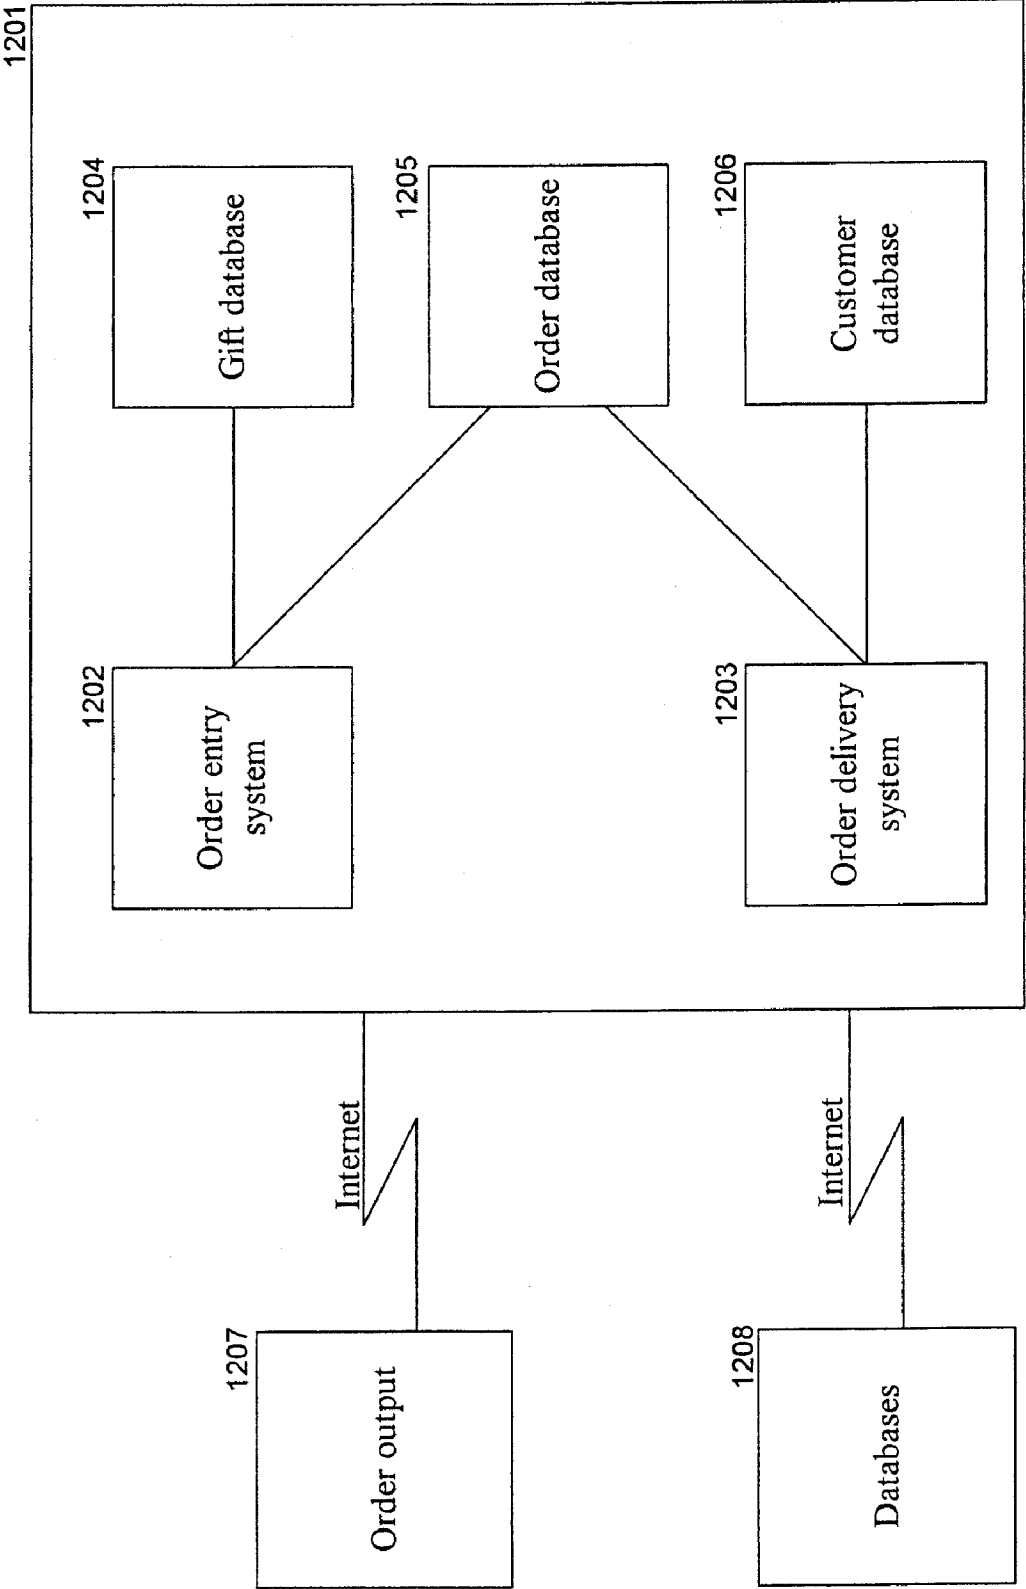 1201
1202
Order entry
system
1204
Gift database
1205
Order database
1203
Order delivery
system
1206
Customer
database
1207
Order output
Internet
1208
Databases
Internet